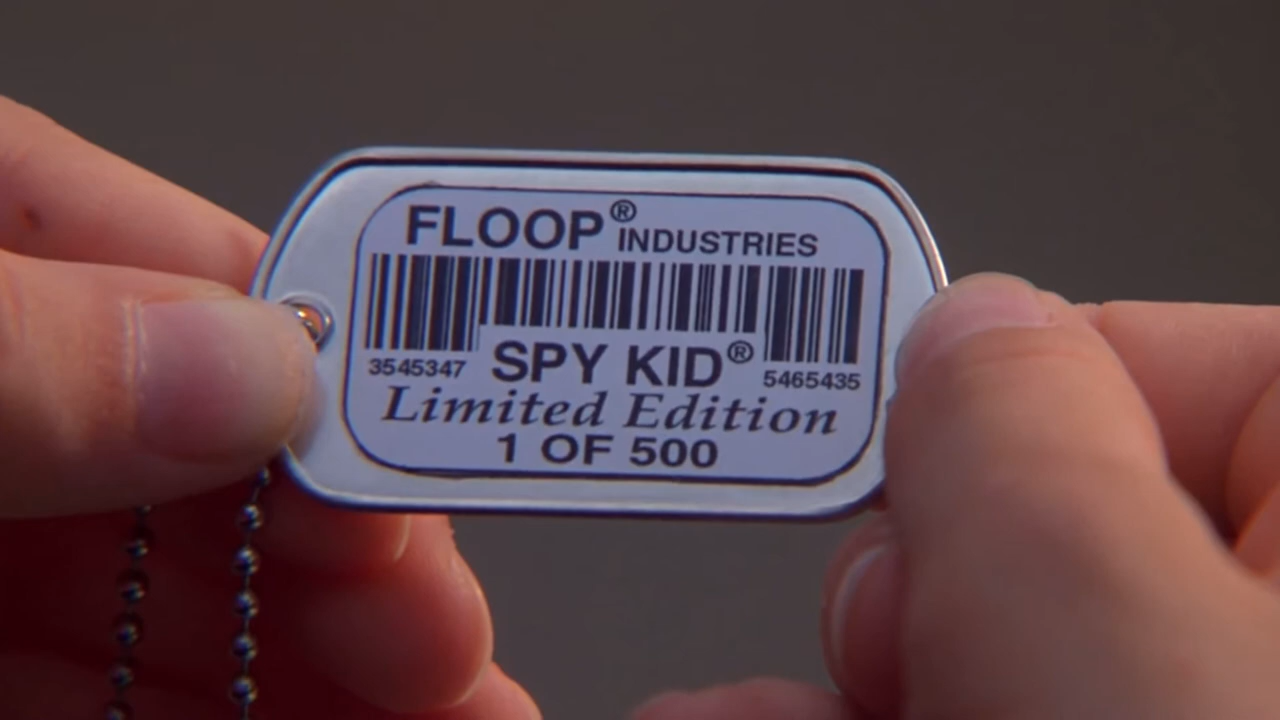 FLOOP® INDUSTRIES
3545347 SPY KID® 5465435
Limited Edition
1 OF 500